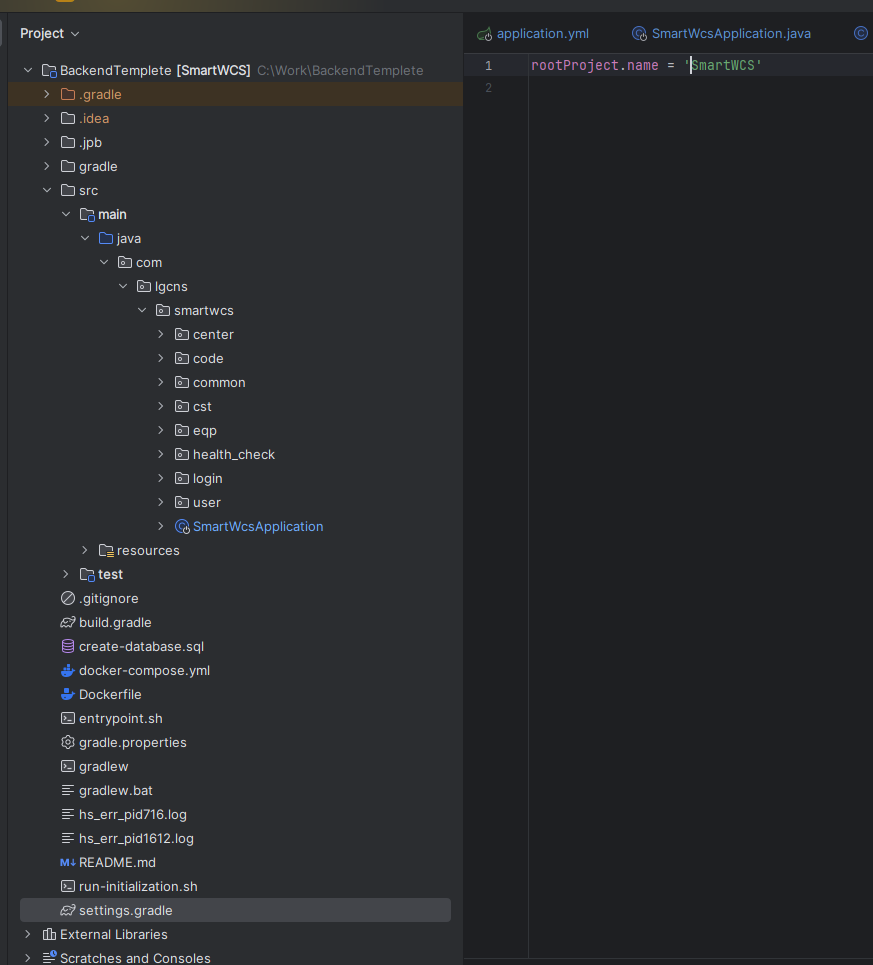 Project
application.yml
SmartWcsApplication.java
BackendTemplete [SmartWCS] C:\Work\BackendTemplete
1 rootProject.name = 'SmartWCS'
2
.gradle
.idea
.jpb
gradle
src
main
java
com
lgcns
smartwcs
center
code
common
cst
eqp
health_check
login
user
SmartWcsApplication
resources
test
.gitignore
build.gradle
create-database.sql
docker-compose.yml
Dockerfile
entrypoint.sh
gradle.properties
gradlew
gradlew.bat
hs_err_pid716.log
hs_err_pid1612.log
README.md
run-initialization.sh
settings.gradle
External Libraries
Scratches and Consoles